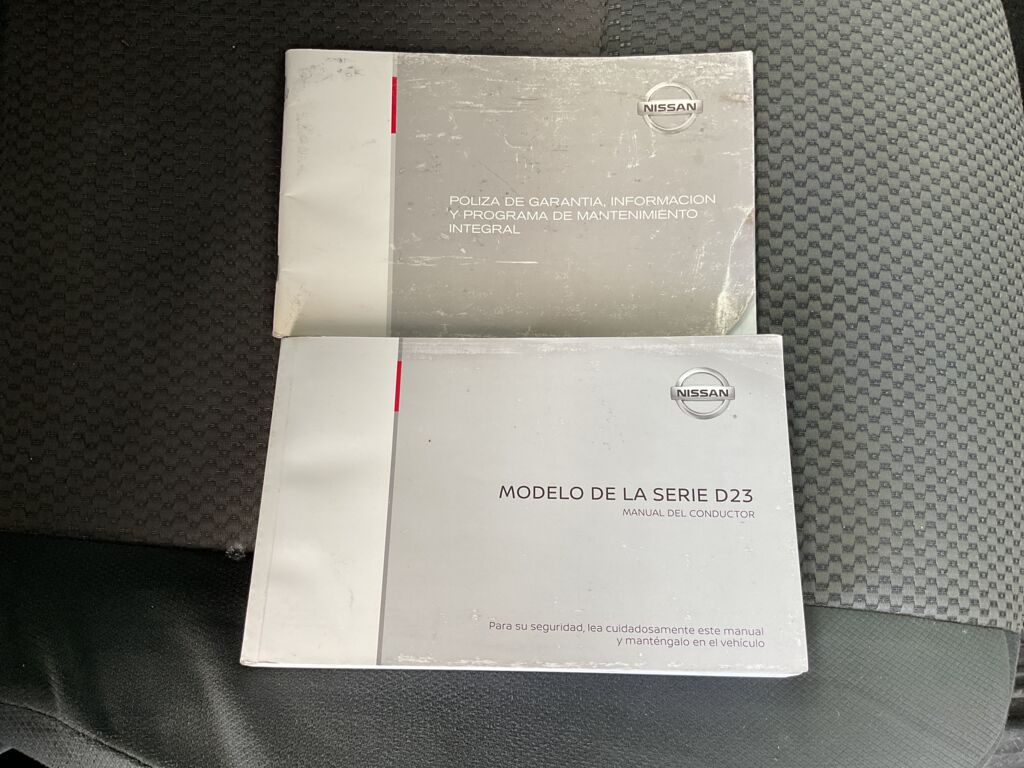 NISSAN
POLIZA DE GARANTIA, INFORMACION
Y PROGRAMA DE MANTENIMIENTO
INTEGRAL
NISSAN
MODELO DE LA SERIE D23
MANUAL DEL CONDUCTOR
Para su seguridad, lea cuidadosamente este manual
y manténgalo en el vehículo